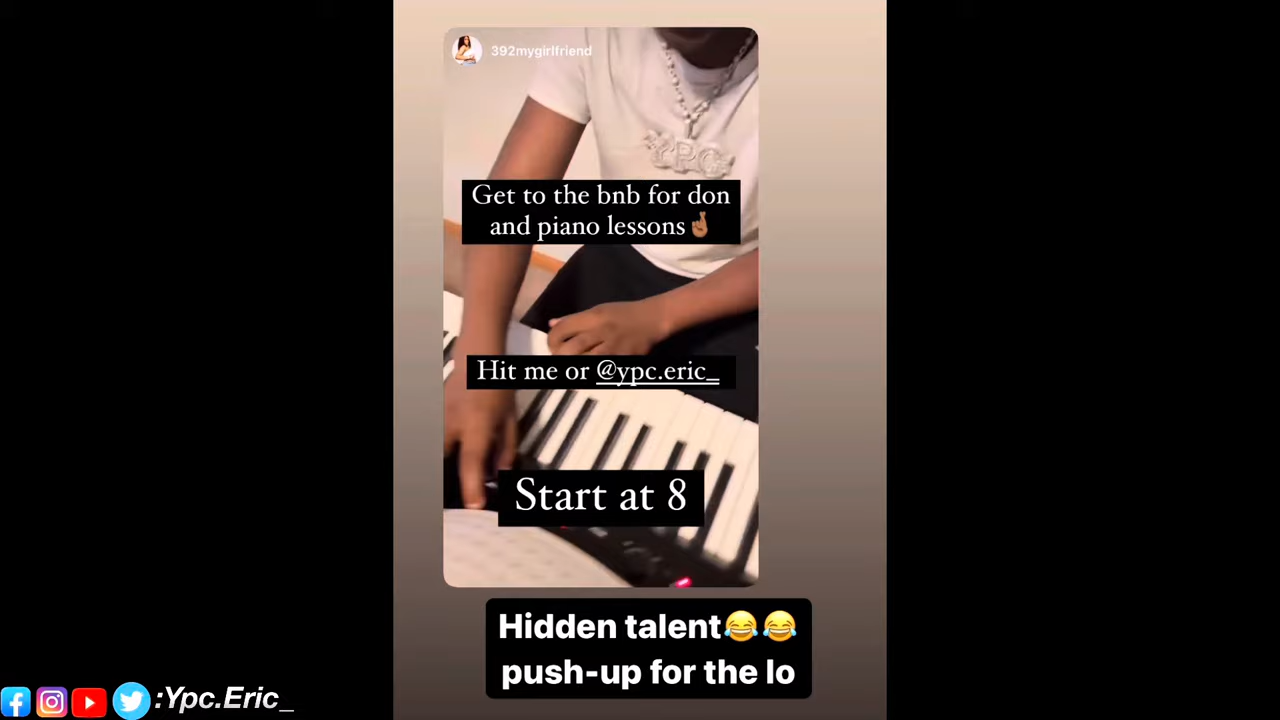 392mygirlfriend
YPC
Get to the bnb for don
and piano lessons🤞🏽
Hit me or @ypc.eric_
Start at 8
Hidden talent😂😂
push-up for the lo
:Ypc.Eric_